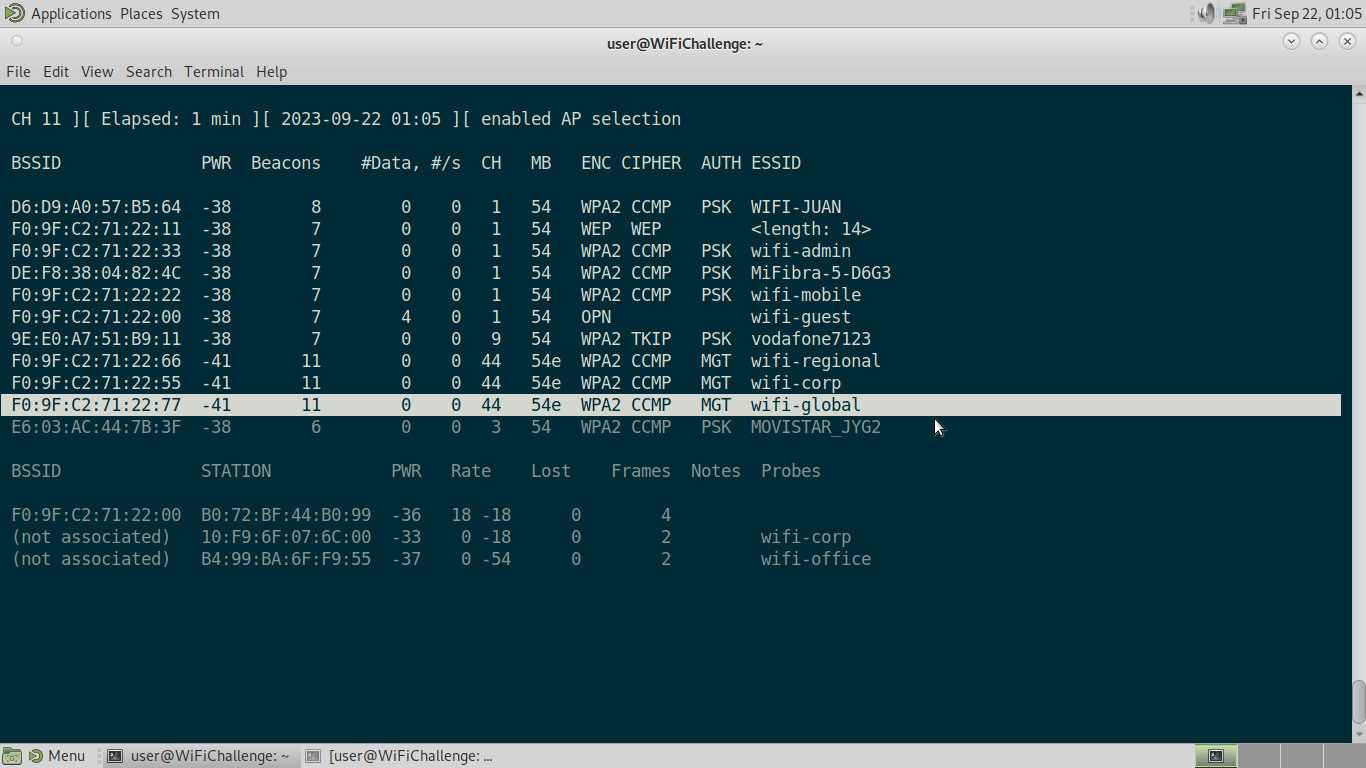 Applications Places System Fri Sep 22, 01:05
user@WiFiChallenge: ~
File Edit View Search Terminal Help
CH 11 ][ Elapsed: 1 min ][ 2023-09-22 01:05 ][ enabled AP selection
BSSID PWR Beacons #Data, #/s CH MB ENC CIPHER AUTH ESSID
D6:D9:A0:57:B5:64 -38 8 0 0 1 54 WPA2 CCMP PSK WIFI-JUAN
F0:9F:C2:71:22:11 -38 7 0 0 1 54 WEP WEP <length: 14>
F0:9F:C2:71:22:33 -38 7 0 0 1 54 WPA2 CCMP PSK wifi-admin
DE:F8:38:04:82:4C -38 7 0 0 1 54 WPA2 CCMP PSK MiFibra-5-D6G3
F0:9F:C2:71:22:22 -38 7 0 0 1 54 WPA2 CCMP PSK wifi-mobile
F0:9F:C2:71:22:00 -38 7 4 0 1 54 OPN wifi-guest
9E:E0:A7:51:B9:11 -38 7 0 0 9 54 WPA2 TKIP PSK vodafone7123
F0:9F:C2:71:22:66 -41 11 0 0 44 54e WPA2 CCMP MGT wifi-regional
F0:9F:C2:71:22:55 -41 11 0 0 44 54e WPA2 CCMP MGT wifi-corp
F0:9F:C2:71:22:77 -41 11 0 0 44 54e WPA2 CCMP MGT wifi-global
E6:03:AC:44:7B:3F -38 6 0 0 3 54 WPA2 CCMP PSK MOVISTAR_JYG2
BSSID STATION PWR Rate Lost Frames Notes Probes
F0:9F:C2:71:22:00 B0:72:BF:44:B0:99 -36 18 -18 0 4
(not associated) 10:F9:6F:07:6C:00 -33 0 -18 0 2 wifi-corp
(not associated) B4:99:BA:6F:F9:55 -37 0 -54 0 2 wifi-office
Menu user@WiFiChallenge: ~ [user@WiFiChallenge: ...